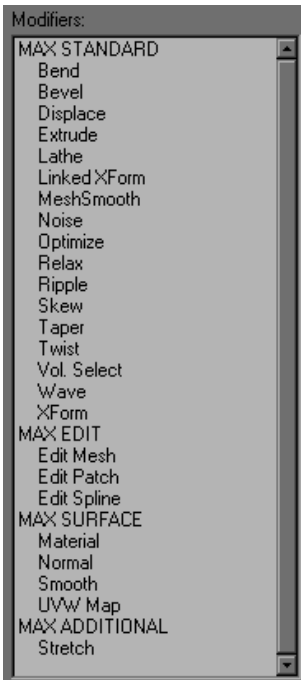 Modifiers:
MAX STANDARD
Bend
Bevel
Displace
Extrude
Lathe
Linked XForm
MeshSmooth
Noise
Optimize
Relax
Ripple
Skew
Taper
Twist
Vol. Select
Wave
XForm
MAX EDIT
Edit Mesh
Edit Patch
Edit Spline
MAX SURFACE
Material
Normal
Smooth
UVW Map
MAX ADDITIONAL
Stretch